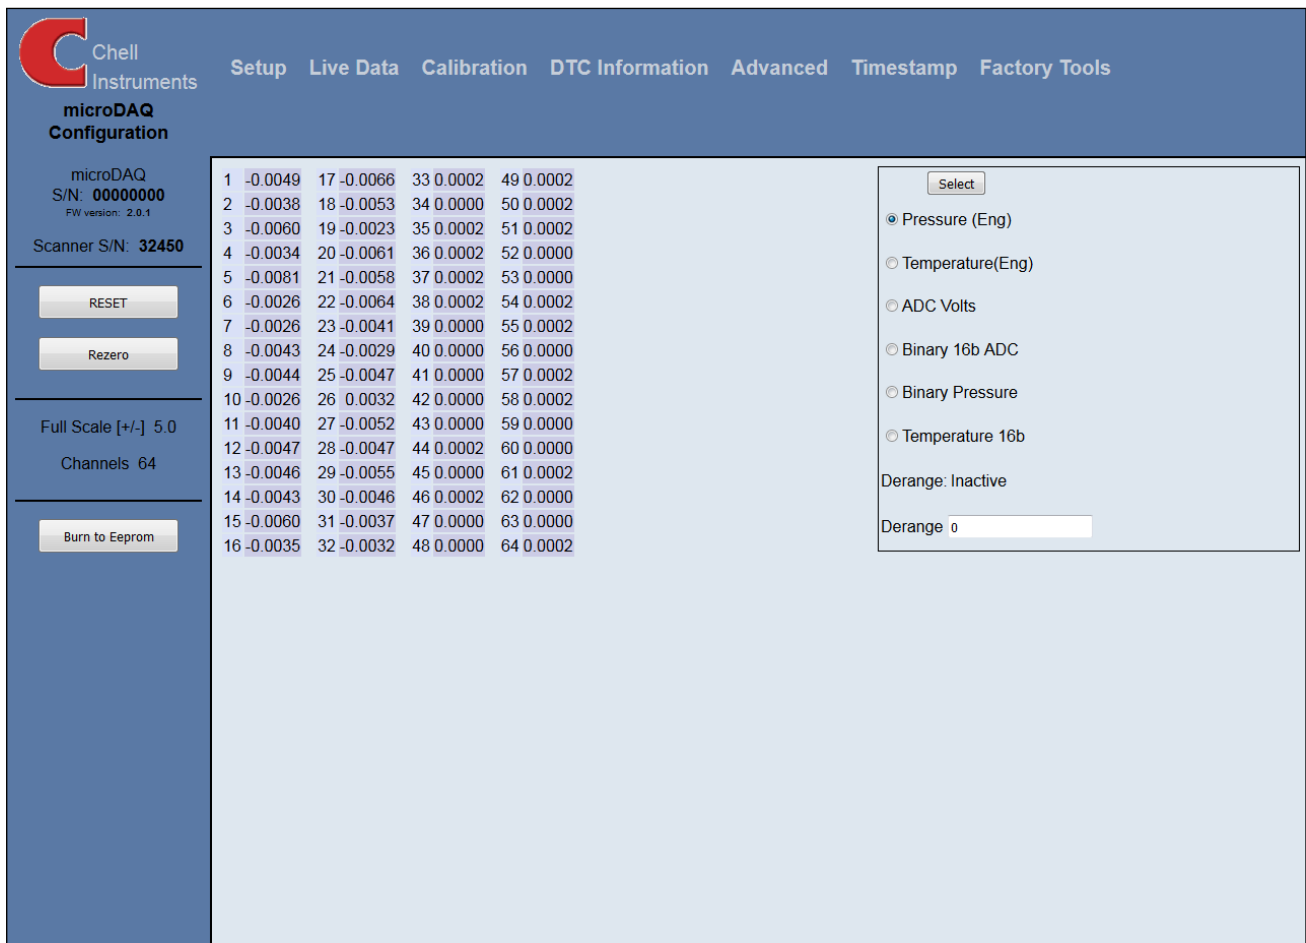 Chell
Instruments
microDAQ
Configuration
Setup Live Data Calibration DTC Information Advanced Timestamp Factory Tools
microDAQ
S/N: 00000000
FW version: 2.0.1
Scanner S/N: 32450
RESET
Rezero
Full Scale [+/-] 5.0
Channels 64
Burn to Eeprom
1 -0.0049 17 -0.0066 33 0.0002 49 0.0002
2 -0.0038 18 -0.0053 34 0.0000 50 0.0002
3 -0.0060 19 -0.0023 35 0.0002 51 0.0002
4 -0.0034 20 -0.0061 36 0.0002 52 0.0000
5 -0.0081 21 -0.0058 37 0.0002 53 0.0000
6 -0.0026 22 -0.0064 38 0.0002 54 0.0002
7 -0.0026 23 -0.0041 39 0.0000 55 0.0002
8 -0.0043 24 -0.0029 40 0.0000 56 0.0000
9 -0.0044 25 -0.0047 41 0.0000 57 0.0002
10 -0.0026 26 0.0032 42 0.0000 58 0.0002
11 -0.0040 27 -0.0052 43 0.0000 59 0.0000
12 -0.0047 28 -0.0047 44 0.0002 60 0.0000
13 -0.0046 29 -0.0055 45 0.0000 61 0.0002
14 -0.0043 30 -0.0046 46 0.0002 62 0.0000
15 -0.0060 31 -0.0037 47 0.0000 63 0.0000
16 -0.0035 32 -0.0032 48 0.0000 64 0.0002
Select
Pressure (Eng)
Temperature(Eng)
ADC Volts
Binary 16b ADC
Binary Pressure
Temperature 16b
Derange: Inactive
Derange 0